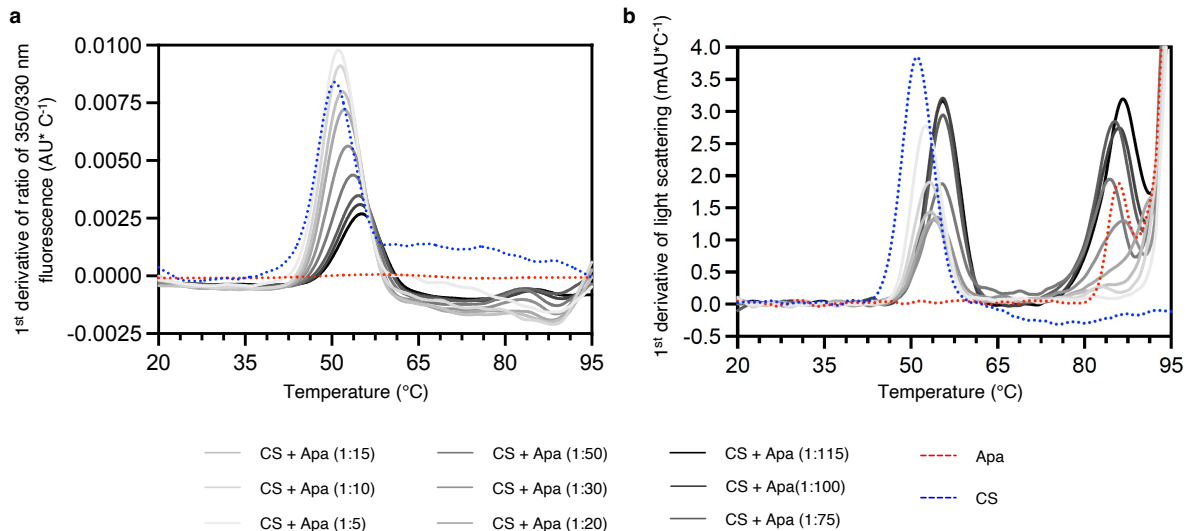 a
1st derivative of ratio of 350/330 nm
fluorescence (AU* C-1)
0.0100
0.0075
0.0050
0.0025
0.0000
-0.0025
20 35 50 65 80 95
Temperature (°C)
b
1st derivative of light scattering (mAU*C-1)
4.0
3.5
3.0
2.5
2.0
1.5
1.0
0.5
0.0
-0.5
20 35 50 65 80 95
Temperature (°C)
CS + Apa (1:15) CS + Apa (1:50) CS + Apa (1:115) Apa
CS + Apa (1:10) CS + Apa (1:30) CS + Apa(1:100) CS
CS + Apa (1:5) CS + Apa (1:20) CS + Apa (1:75)